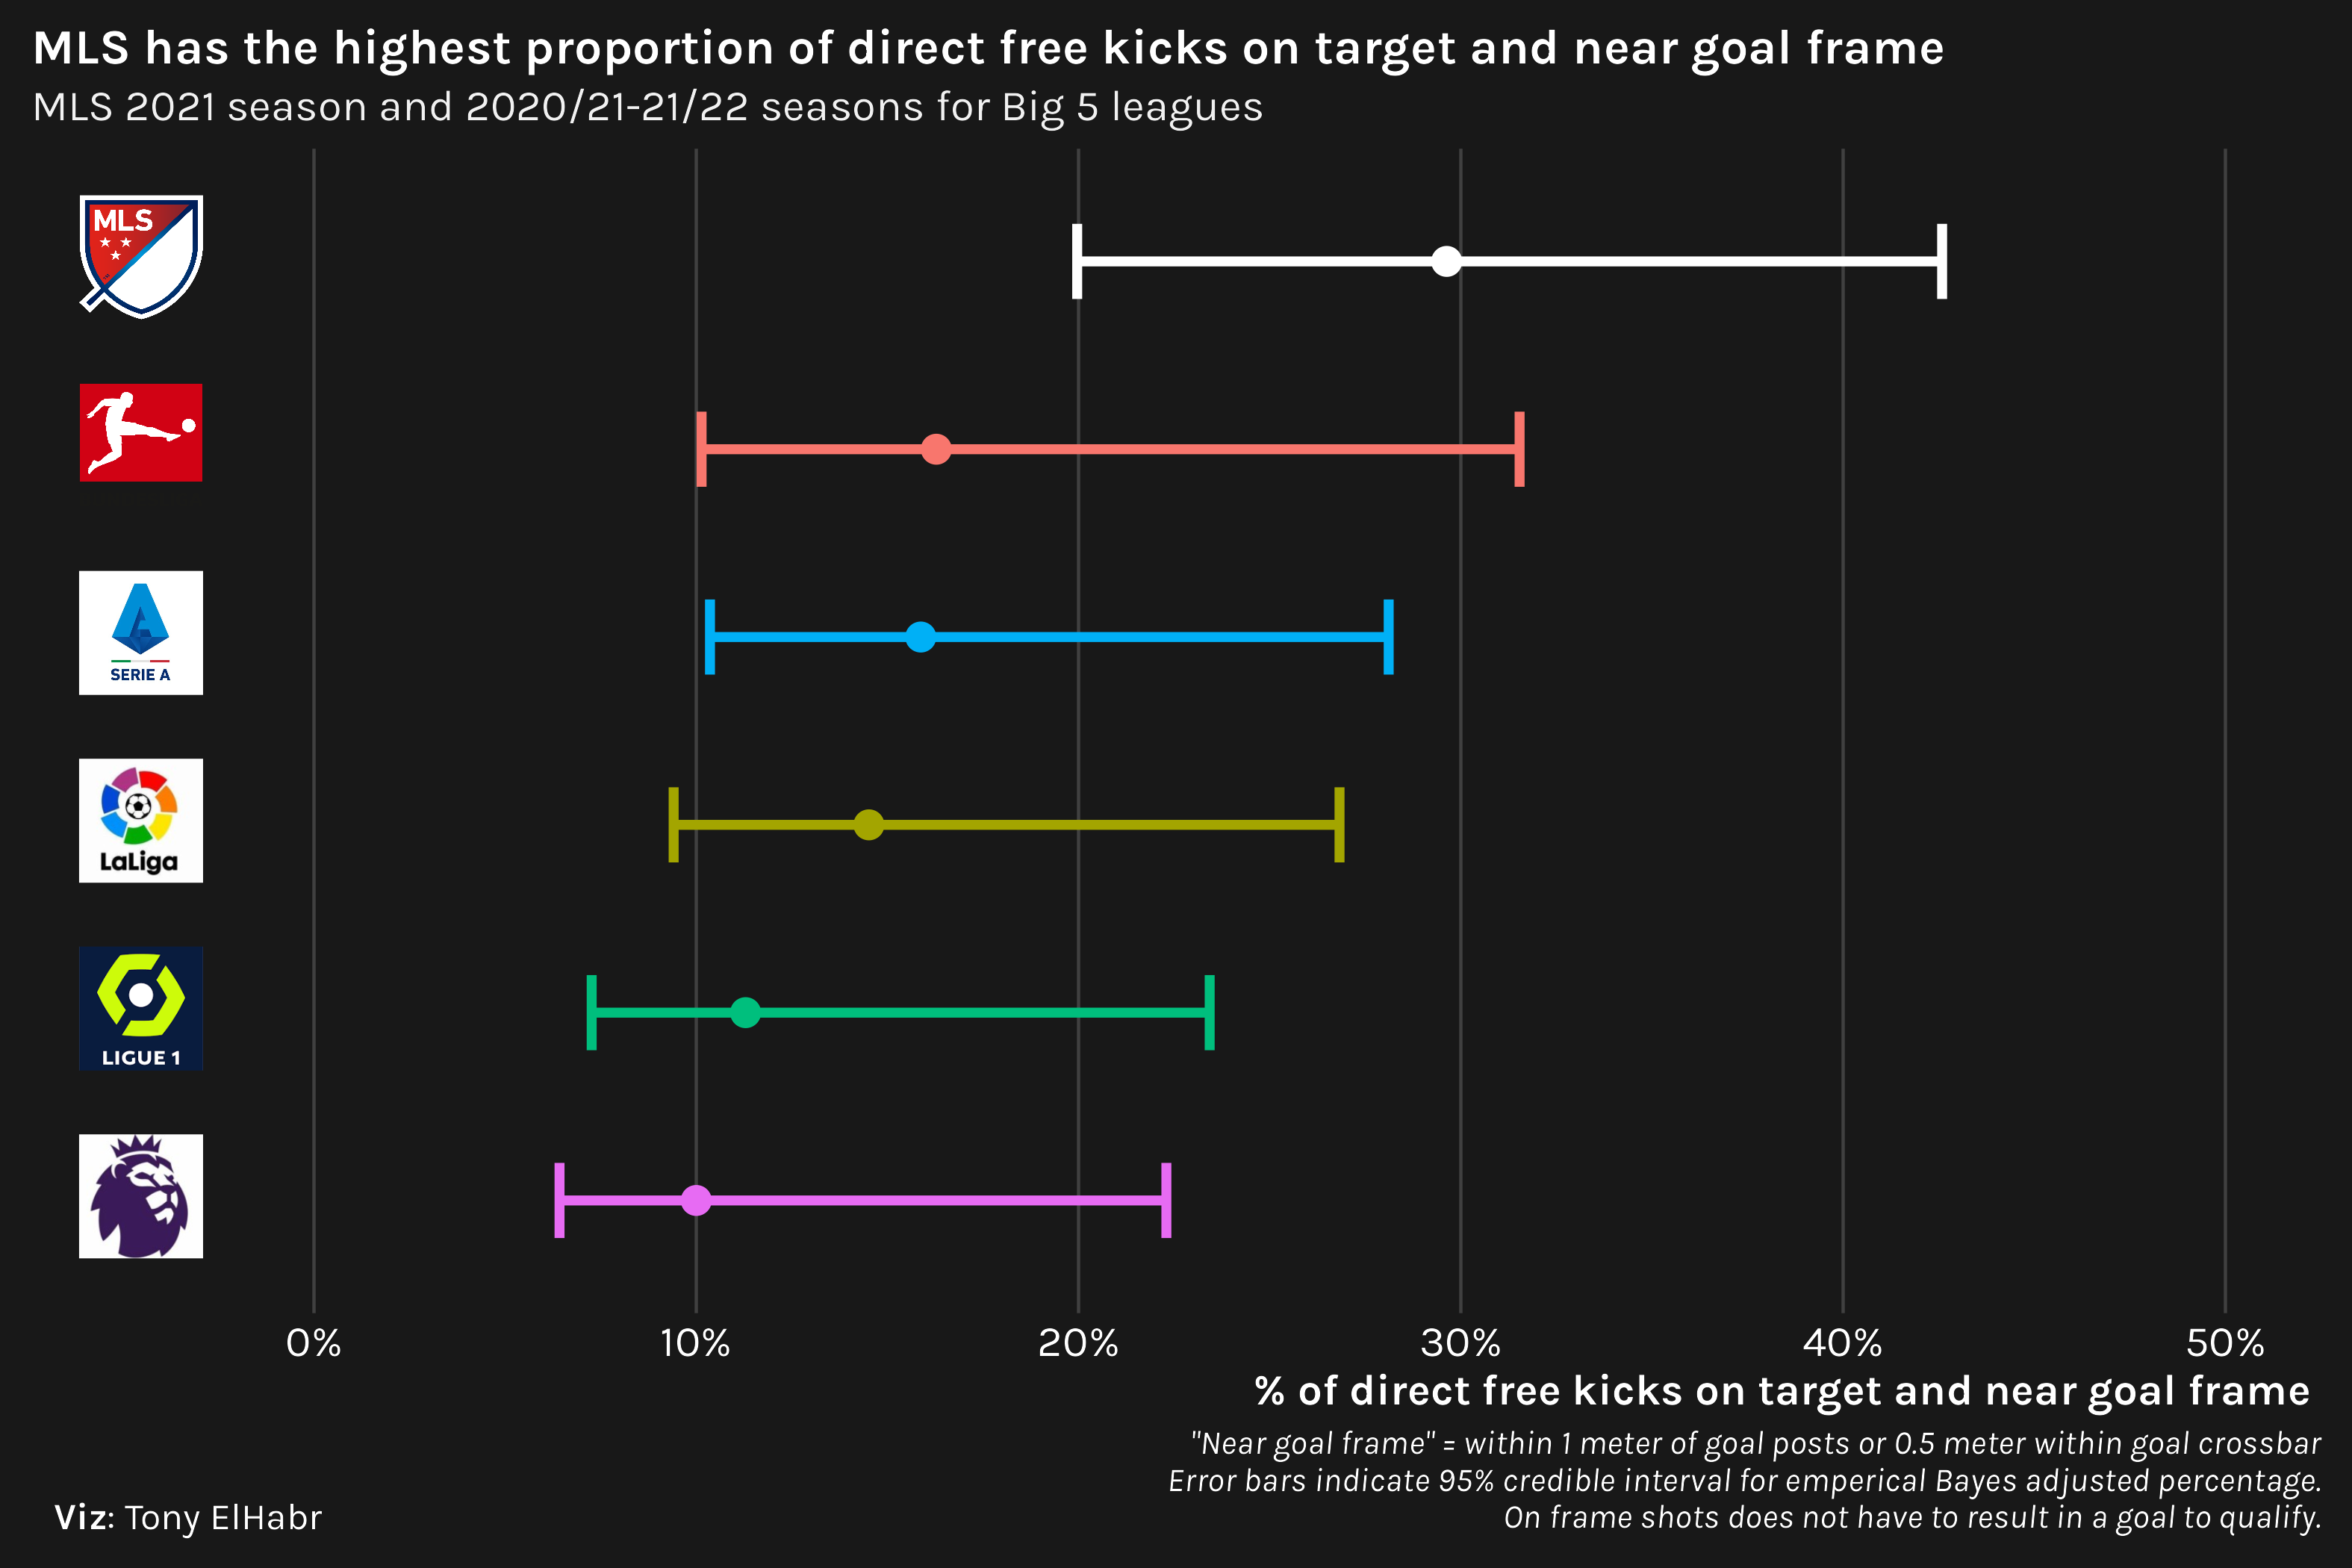 MLS has the highest proportion of direct free kicks on target and near goal frame
MLS 2021 season and 2020/21-21/22 seasons for Big 5 leagues
MLS
SERIE A
LaLiga
LIGUE 1
0% 10% 20% 30% 40% 50%
% of direct free kicks on target and near goal frame
"Near goal frame" = within 1 meter of goal posts or 0.5 meter within goal crossbar
Error bars indicate 95% credible interval for emperical Bayes adjusted percentage.
On frame shots does not have to result in a goal to qualify.
Viz: Tony ElHabr